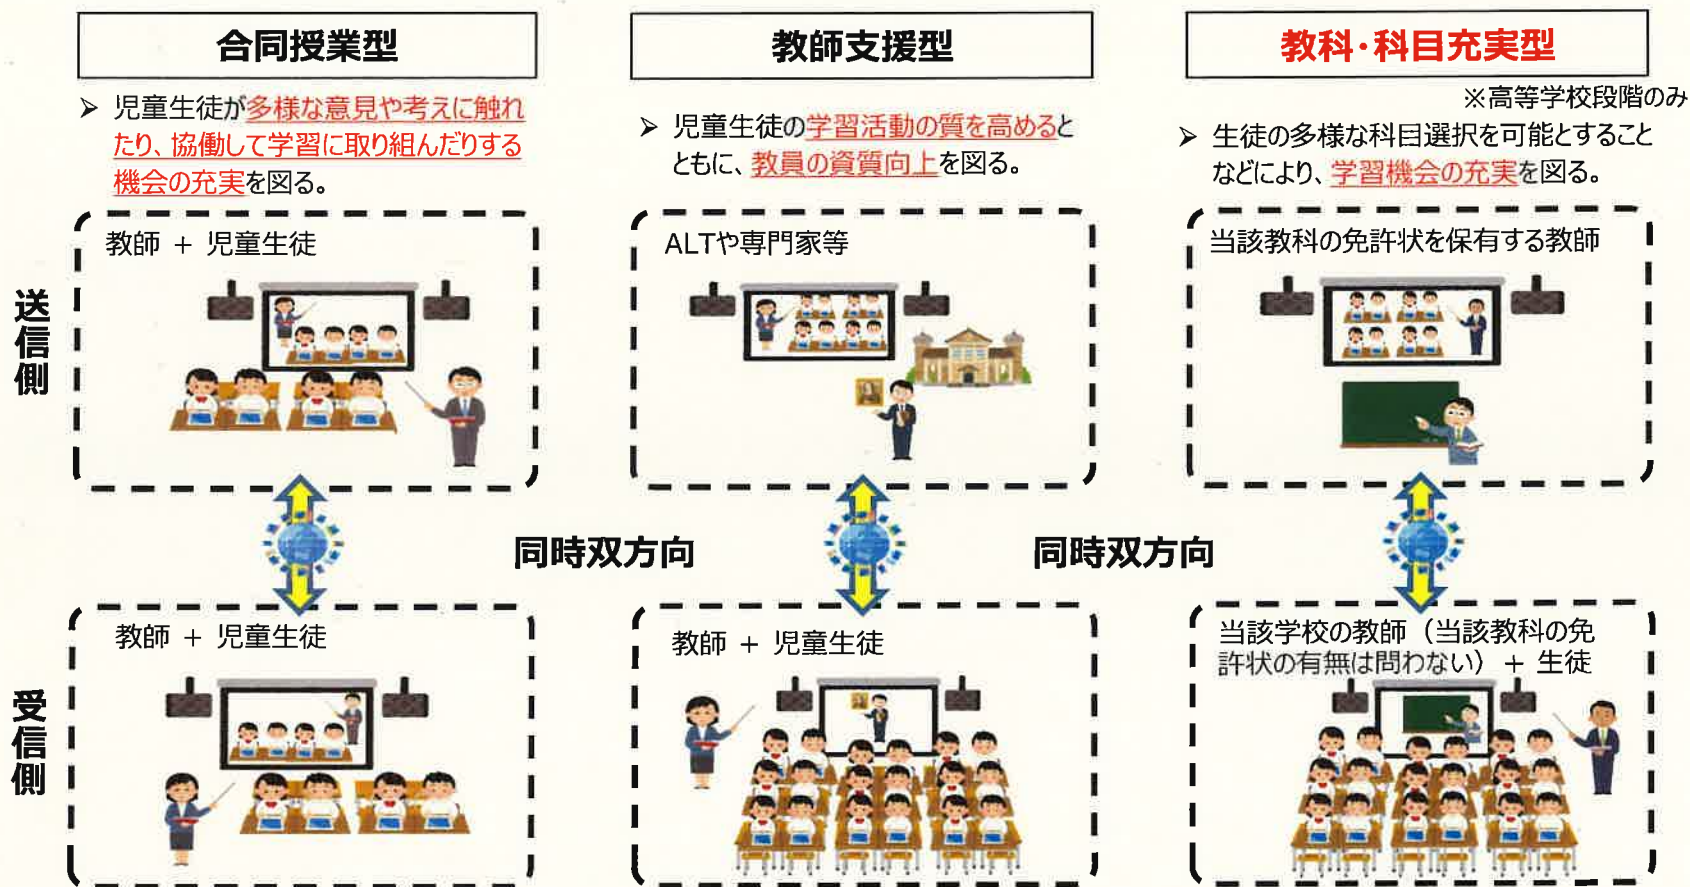 合同授業型
➢ 児童生徒が多様な意見や考えに触れ
たり、協働して学習に取り組んだりする
機会の充実を図る。
教師支援型
➢ 児童生徒の学習活動の質を高めると
ともに、教員の資質向上を図る。
教科・科目充実型
※高等学校段階のみ
➢ 生徒の多様な科目選択を可能とすること
などにより、学習機会の充実を図る。
送信側
教師 + 児童生徒
ALTや専門家等
当該教科の免許状を保有する教師
同時双方向
同時双方向
受信側
教師 + 児童生徒
教師 + 児童生徒
当該学校の教師（当該教科の免
許状の有無は問わない）+ 生徒